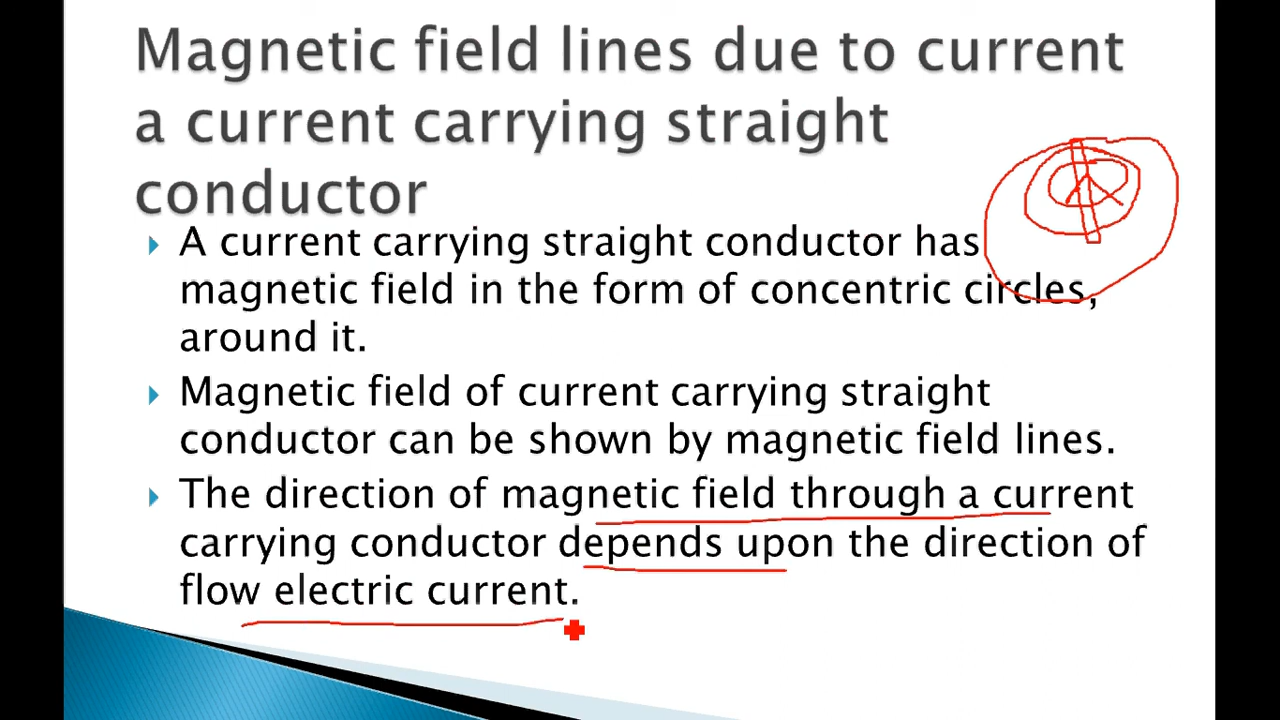 Magnetic field lines due to current
a current carrying straight
conductor
A current carrying straight conductor has
magnetic field in the form of concentric circles,
around it.
Magnetic field of current carrying straight
conductor can be shown by magnetic field lines.
The direction of magnetic field through a current
carrying conductor depends upon the direction of
flow electric current.